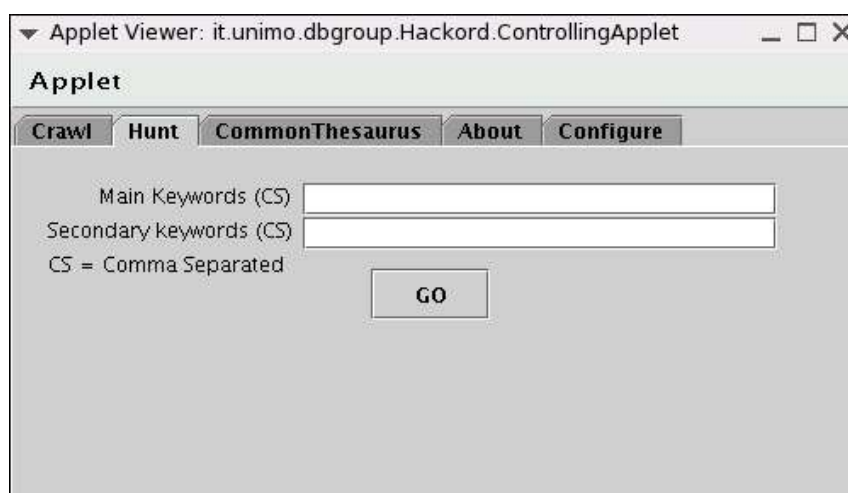 Applet Viewer: it.unimo.dbgroup.Hackord.ControllingApplet
Applet
Crawl Hunt CommonThesaurus About Configure
Main Keywords (CS)
Secondary keywords (CS)
CS = Comma Separated
GO